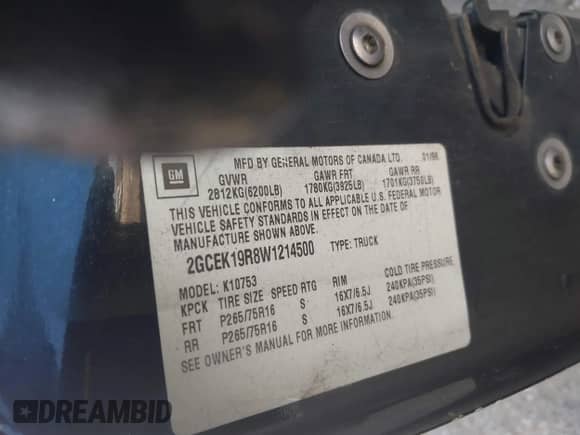 GM
MFD BY GENERAL MOTORS OF CANADA LTD. 01/98
GVWR GAWR FRT GAWR RR
2812KG(6200LB) 1780KG(3925LB) 1701KG(3750LB)
THIS VEHICLE CONFORMS TO ALL APPLICABLE U.S. FEDERAL MOTOR
VEHICLE SAFETY STANDARDS IN EFFECT ON THE DATE OF
MANUFACTURE SHOWN ABOVE.
2GCEK19R8W1214500 TYPE: TRUCK
MODEL: K10753
KPCK TIRE SIZE SPEED RTG RIM COLD TIRE PRESSURE
FRT P265/75R16 S 16X7/6.5J 240KPA(35PSI)
RR P265/75R16 S 16X7/6.5J 240KPA(35PSI)
SEE OWNER'S MANUAL FOR MORE INFORMATION.
DREAMBID